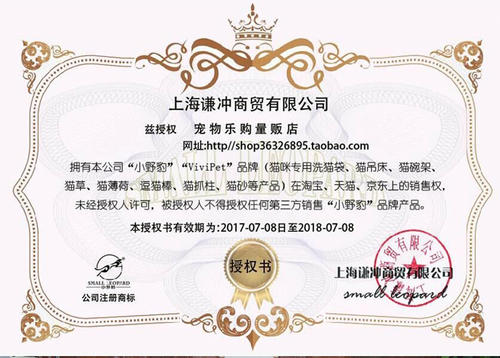 上海谦冲商贸有限公司
兹授权 宠物乐购量贩店
网址:http://shop36326895.taobao.com
拥有本公司“小野豹”“ViviPet”品牌（猫咪专用洗猫袋、猫吊床、猫碗架、
猫草、猫薄荷、逗猫棒、猫抓柱、猫砂等产品）在淘宝、天猫、京东上的销售权，
未经授权人许可，被授权人不得授权任何第三方销售“小野豹”品牌产品。
本授权书有效期为:2017-07-08日至2018-07-08
SMALL LEOPARD
小野豹
公司注册商标
授权书
上海谦冲商贸有限公司
small leopard